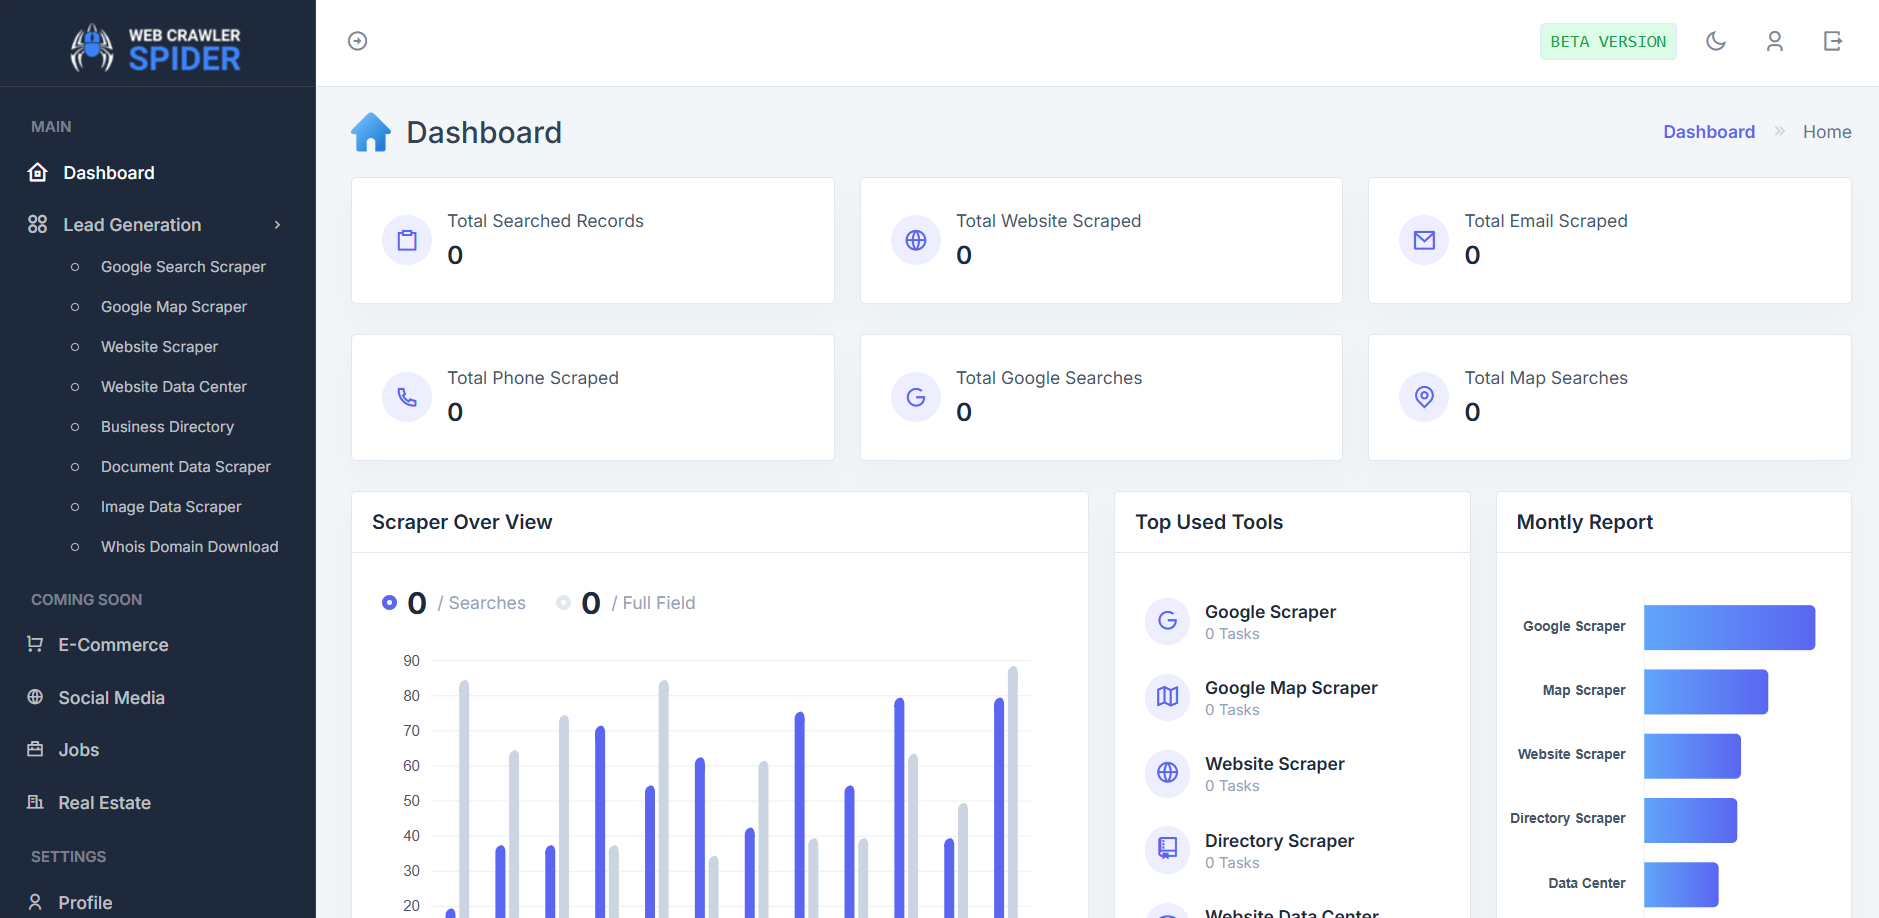 WEB CRAWLER
SPIDER
MAIN
Dashboard
Lead Generation
Google Search Scraper
Google Map Scraper
Website Scraper
Website Data Center
Business Directory
Document Data Scraper
Image Data Scraper
Whois Domain Download
COMING SOON
E-Commerce
Social Media
Jobs
Real Estate
SETTINGS
Profile
BETA VERSION
Dashboard
Dashboard » Home
Total Searched Records
0
Total Website Scraped
0
Total Email Scraped
0
Total Phone Scraped
0
Total Google Searches
0
Total Map Searches
0
Scraper Over View
0 / Searches
0 / Full Field
90
80
70
60
50
40
30
20
Top Used Tools
Google Scraper
0 Tasks
Google Map Scraper
0 Tasks
Website Scraper
0 Tasks
Directory Scraper
0 Tasks
Website Data Center
Montly Report
Google Scraper
Map Scraper
Website Scraper
Directory Scraper
Data Center